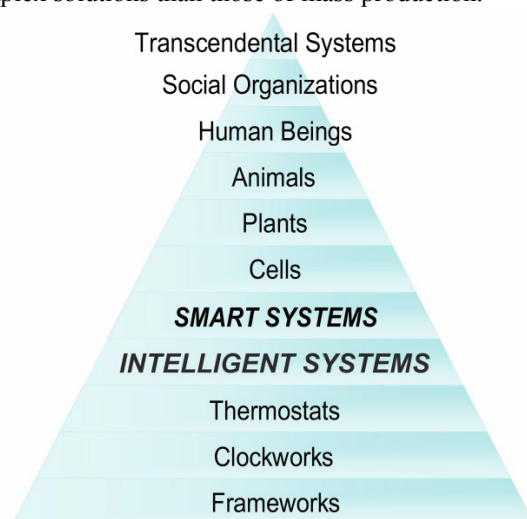 solutions than those of mass production.
Transcendental Systems
Social Organizations
Human Beings
Animals
Plants
Cells
SMART SYSTEMS
INTELLIGENT SYSTEMS
Thermostats
Clockworks
Frameworks